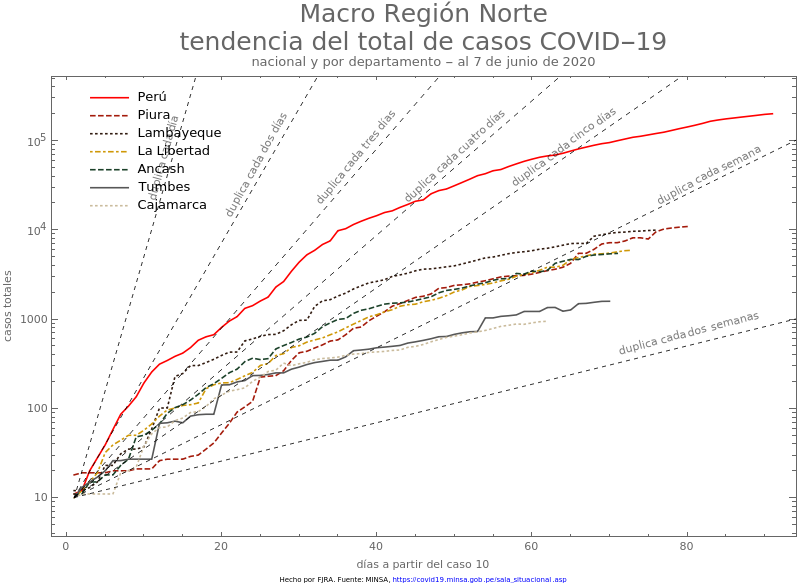 Macro Región Norte
tendencia del total de casos COVID–19
nacional y por departamento – al 7 de junio de 2020
Perú
Piura
Lambayeque
La Libertad
Ancash
Tumbes
Cajamarca
duplica cada día
duplica cada dos días
duplica cada tres días
duplica cada cuatro días
duplica cada cinco días
duplica cada semana
duplica cada dos semanas
casos totales
10⁵
10⁴
1000
100
10
0 20 40 60 80
días a partir del caso 10
Hecho por FJRA. Fuente: MINSA, https://covid19.minsa.gob.pe/sala_situacional.asp